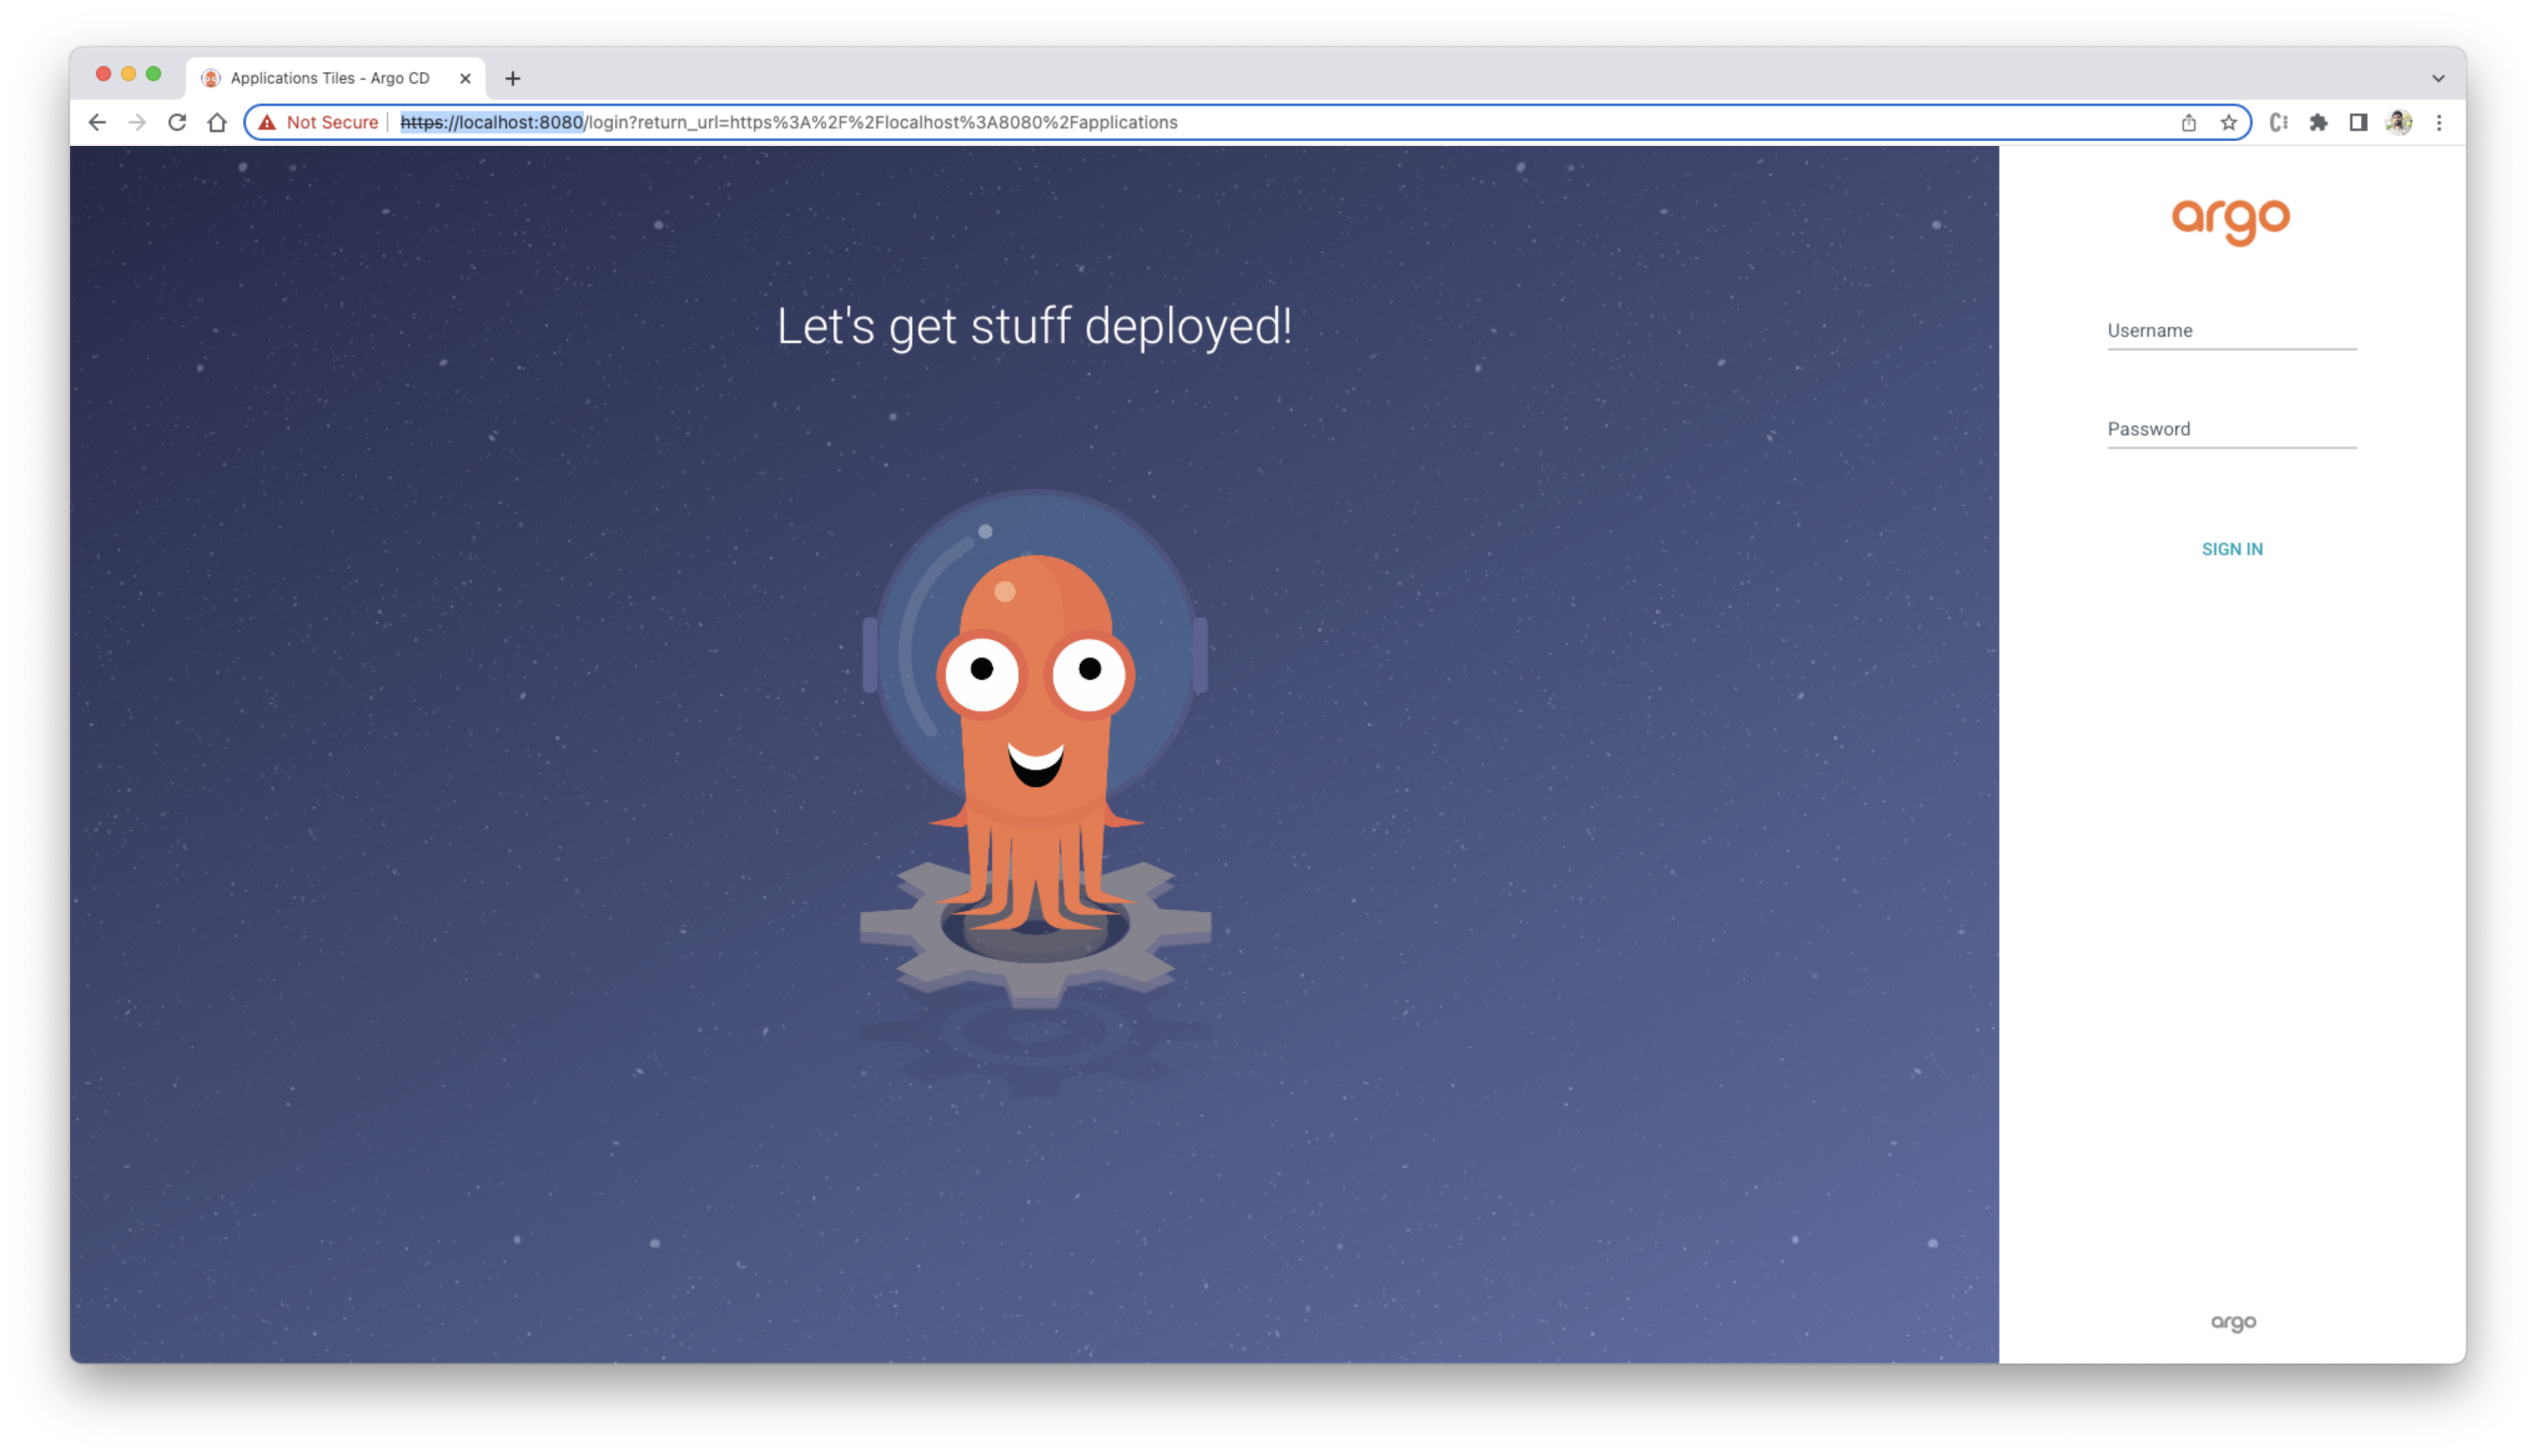 Applications Tiles - Argo CD
Not Secure https://localhost:8080/login?return_url=https%3A%2F%2Flocalhost%3A8080%2Fapplications
argo
Let's get stuff deployed!
Username
Password
SIGN IN
argo